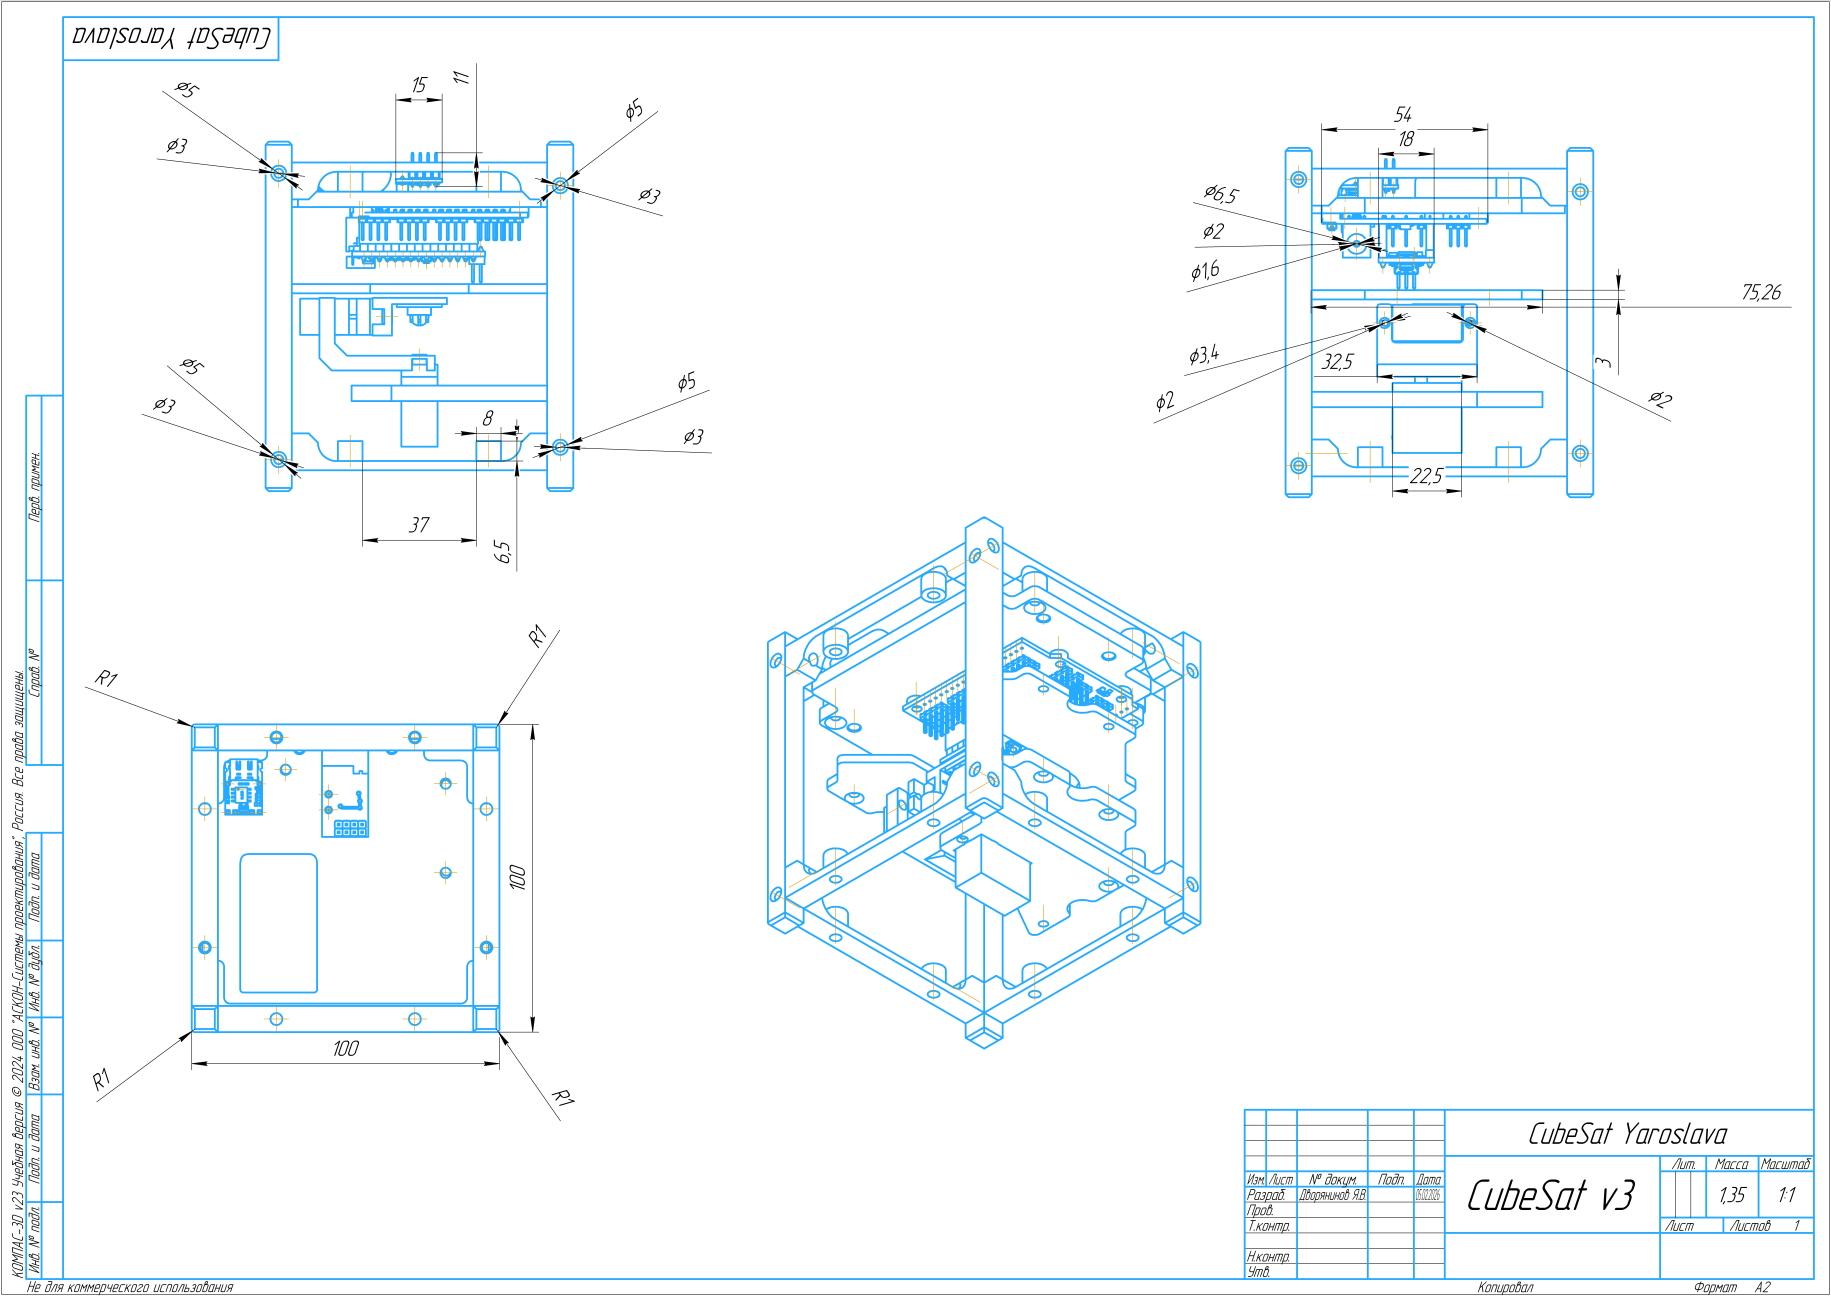 CubeSat Yaroslava
15
11
⌀5
⌀3
⌀5
⌀3
⌀5
⌀3
8
⌀5
⌀3
37
6,5
54
18
⌀6,5
⌀2
⌀1,6
75,26
⌀3,4
32,5
3
⌀2
⌀2
22,5
R1
R1
100
100
R1
R1
Перв. примен.
Справ. №
Подп. и дата
Инв. № дубл.
Взам. инв. №
Подп. и дата
Инв. № подл.
КОМПАС-3D v23 Учебная версия © 2024 ООО "АСКОН-Системы проектирования", Россия. Все права защищены.
CubeSat Yaroslava
Лит. Масса Масштаб
Изм. Лист № докум. Подп. Дата
Разраб. Дворянинов Я.В. 05.02.2026
CubeSat v3
1,35 1:1
Пров.
Т.контр.
Лист Листов 1
Н.контр.
Утв.
Не для коммерческого использования
Копировал
Формат A2